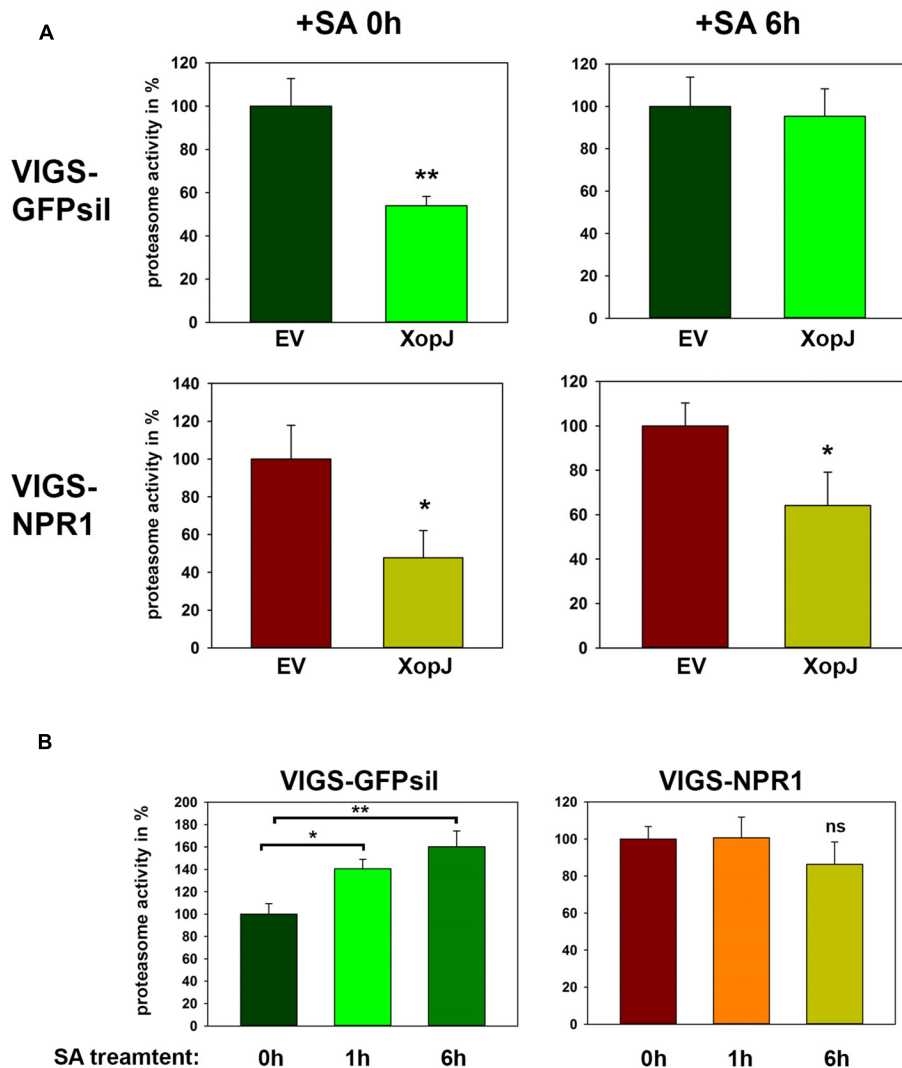 A
+SA 0h
+SA 6h
VIGS-
GFPsil
proteasome activity in %
120
100
80
60
40
20
0
**
EV
XopJ
120
100
80
60
40
20
0
EV
XopJ
VIGS-
NPR1
proteasome activity in %
140
120
100
80
60
40
20
0
*
EV
XopJ
120
100
80
60
40
20
0
*
EV
XopJ
B
VIGS-GFPsil
proteasome activity in %
200
180
160
140
120
100
80
60
40
20
0
*
**
VIGS-NPR1
120
100
80
60
40
20
0
ns
SA treamtent:
0h
1h
6h
0h
1h
6h